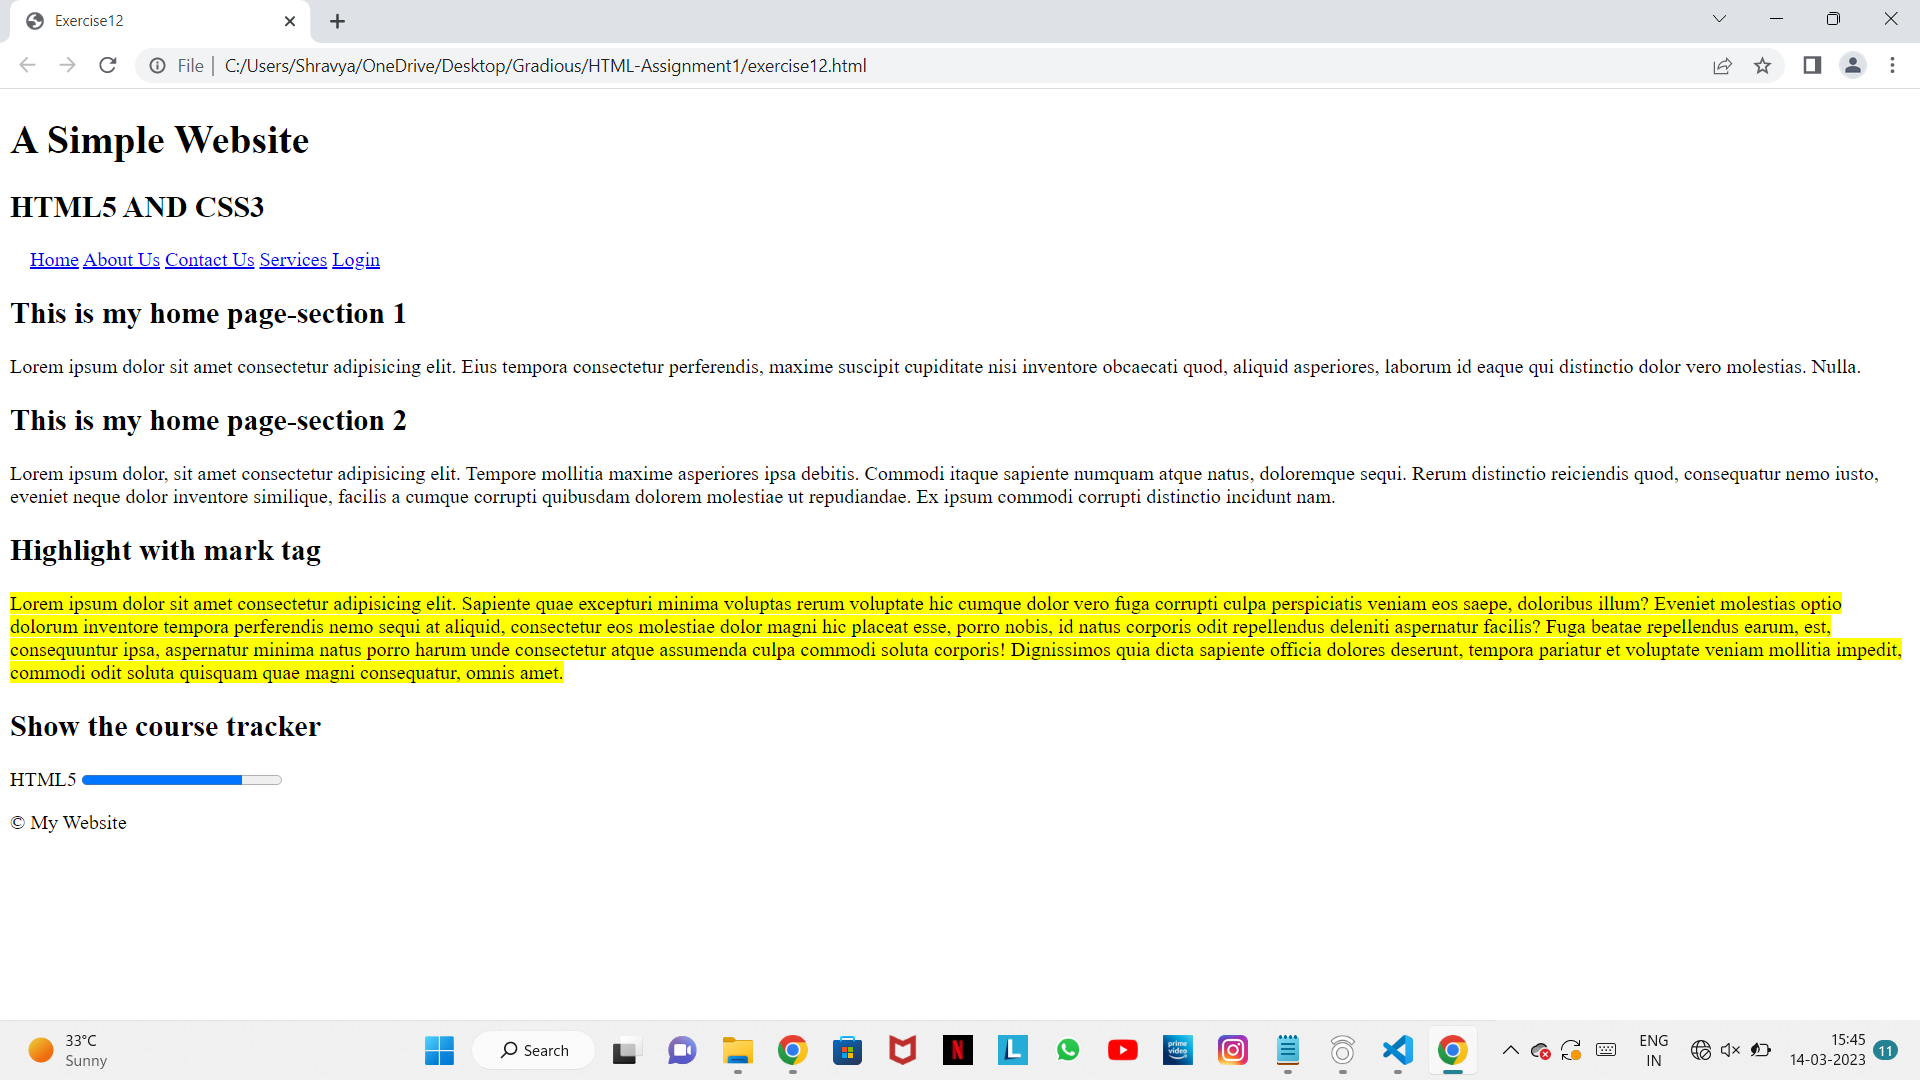 Exercise12
File
C:/Users/Shravya/OneDrive/Desktop/Gradious/HTML-Assignment1/exercise12.html
A Simple Website
HTML5 AND CSS3
Home About Us Contact Us Services Login
This is my home page-section 1
Lorem ipsum dolor sit amet consectetur adipisicing elit. Eius tempora consectetur perferendis, maxime suscipit cupiditate nisi inventore obcaecati quod, aliquid asperiores, laborum id eaque qui distinctio dolor vero molestias. Nulla.
This is my home page-section 2
Lorem ipsum dolor, sit amet consectetur adipisicing elit. Tempore mollitia maxime asperiores ipsa debitis. Commodi itaque sapiente numquam atque natus, doloremque sequi. Rerum distinctio reiciendis quod, consequatur nemo iusto,
eveniet neque dolor inventore similique, facilis a cumque corrupti quibusdam dolorem molestiae ut repudiandae. Ex ipsum commodi corrupti distinctio incidunt nam.
Highlight with mark tag
Lorem ipsum dolor sit amet consectetur adipisicing elit. Sapiente quae excepturi minima voluptas rerum voluptate hic cumque dolor vero fuga corrupti culpa perspiciatis veniam eos saepe, doloribus illum? Eveniet molestias optio
dolorum inventore tempora perferendis nemo sequi at aliquid, consectetur eos molestiae dolor magni hic placeat esse, porro nobis, id natus corporis odit repellendus deleniti aspernatur facilis? Fuga beatae repellendus earum, est,
consequuntur ipsa, aspernatur minima natus porro harum unde consectetur atque assumenda culpa commodi soluta corporis! Dignissimos quia dicta sapiente officia dolores deserunt, tempora pariatur et voluptate veniam mollitia impedit,
commodi odit soluta quisquam quae magni consequatur, omnis amet.
Show the course tracker
HTML5
© My Website
33°C
Sunny
Search
N
L
prime video
ENG
IN
15:45
14-03-2023
11